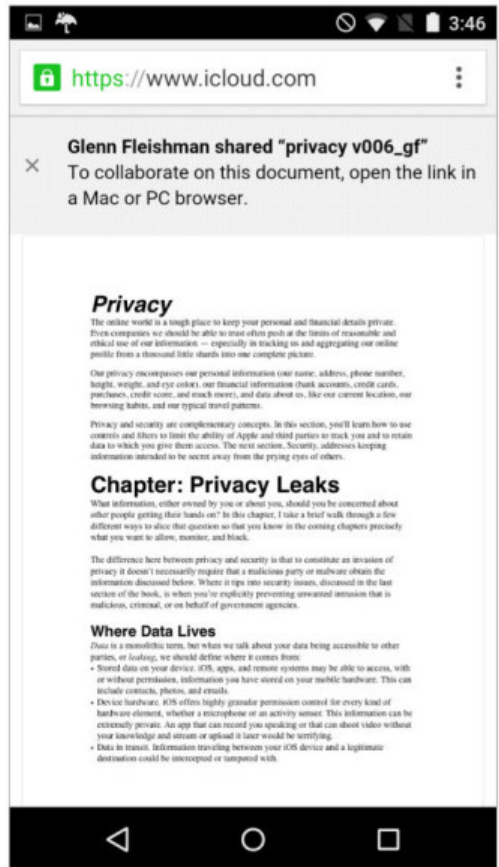 3:46
https://www.icloud.com
Glenn Fleishman shared “privacy v006_gf”
To collaborate on this document, open the link in
a Mac or PC browser.
Privacy
The online world is a tough place to keep your personal and financial details private.
Even companies we should be able to trust often push at the limits of reasonable and
ethical use of our information — especially in tracking us and aggregating our online
profile from a thousand little shards into one complete picture.
Our privacy encompasses our personal information (our name, address, phone number,
height, weight, and eye color), our financial information (bank accounts, credit cards,
purchases, credit score, and much more), and data about us, like our current location, our
browsing habits, and our typical travel patterns.
Privacy and security are complementary concepts. In this section, you'll learn how to use
controls and filters to limit the ability of Apple and third parties to track you and to retain
data to which you give them access. The next section, Security, addresses keeping
information intended to be secret away from the prying eyes of others.
Chapter: Privacy Leaks
What information, either owned by you or about you, should you be concerned about
other people getting their hands on? In this chapter, I take a brief walk through a few
different ways to slice that question so that you know in the coming chapters precisely
what you want to allow, monitor, and block.
The difference here between privacy and security is that to constitute an invasion of
privacy it doesn't necessarily require that a malicious party or malware obtain the
information discussed below. Where it tips into security issues, discussed in the last
section of the book, is when you're explicitly preventing unwanted intrusion that is
malicious, criminal, or on behalf of government agencies.
Where Data Lives
Data is a monolithic term, but when we talk about your data being accessible to other
parties, or leaking, we should define where it comes from:
• Stored data on your device. iOS, apps, and remote systems may be able to access, with
or without permission, information you have stored on your mobile hardware. This can
include contacts, photos, and emails.
• Device hardware. iOS offers highly granular permission control for every kind of
hardware element, whether a microphone or an activity sensor. This information can be
extremely private. An app that can record you speaking or that can shoot video without
your knowledge and stream or upload it later would be terrifying.
• Data in transit. Information traveling between your iOS device and a legitimate
destination could be intercepted or tampered with.